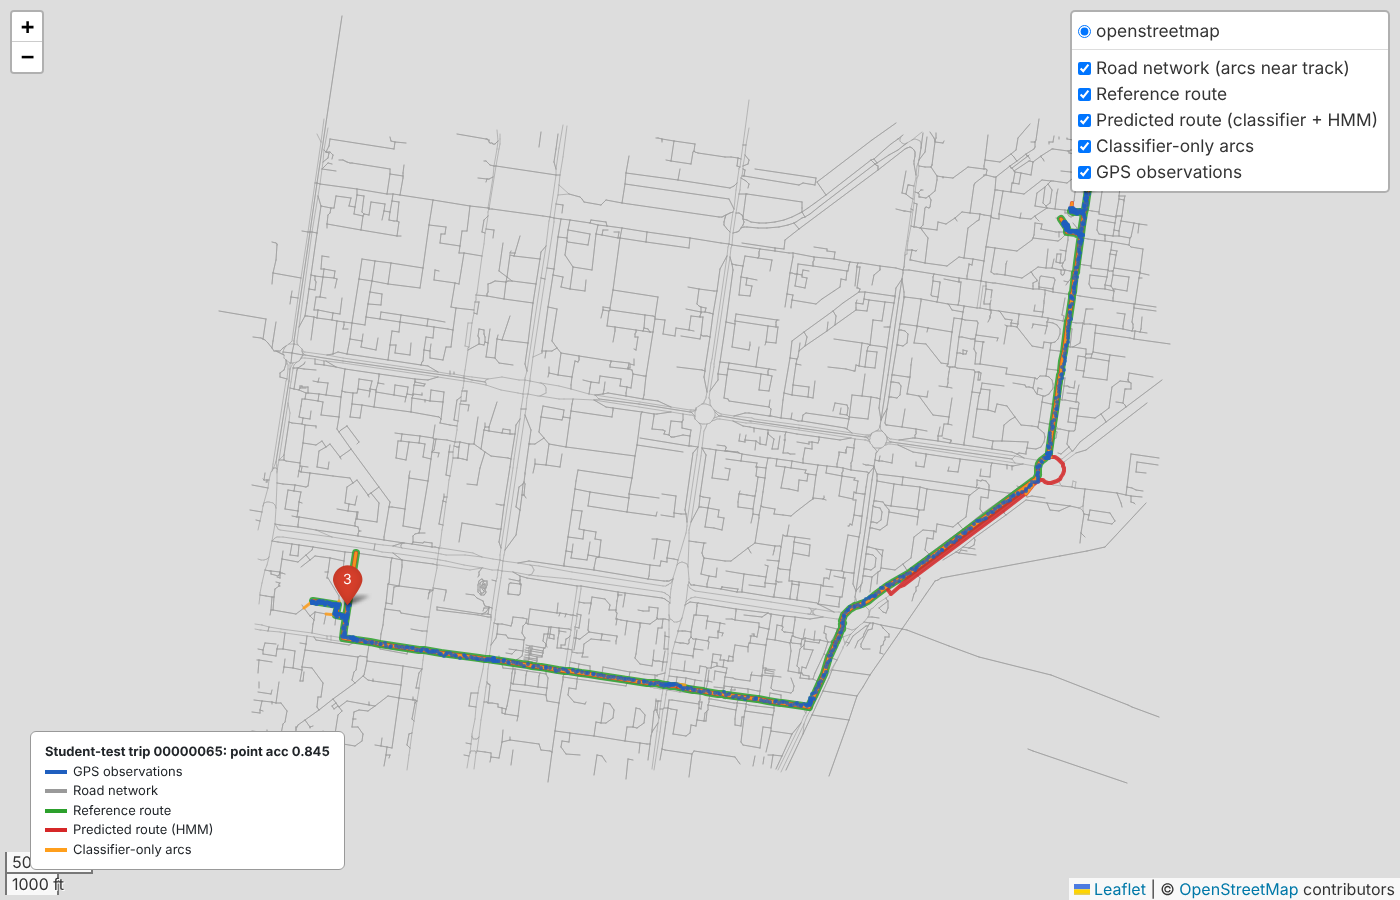 +
−
openstreetmap
Road network (arcs near track)
Reference route
Predicted route (classifier + HMM)
Classifier-only arcs
GPS observations
3
Student-test trip 00000065: point acc 0.845
GPS observations
Road network
Reference route
Predicted route (HMM)
Classifier-only arcs
1000 ft
Leaflet | © OpenStreetMap contributors